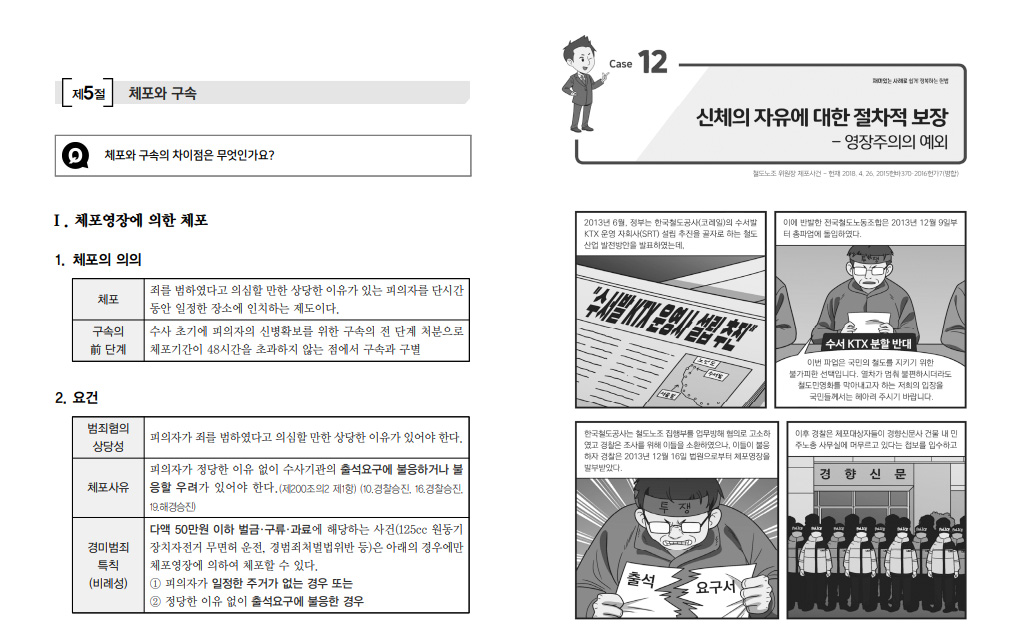 제5절 체포와 구속
체포와 구속의 차이점은 무엇인가요?
Ⅰ. 체포영장에 의한 체포
1. 체포의 의의
체포
죄를 범하였다고 의심할 만한 상당한 이유가 있는 피의자를 단시간
동안 일정한 장소에 인치하는 제도이다.
구속의
前 단계
수사 초기에 피의자의 신병확보를 위한 구속의 전 단계 처분으로
체포기간이 48시간을 초과하지 않는 점에서 구속과 구별
2. 요건
범죄혐의
상당성
피의자가 죄를 범하였다고 의심할 만한 상당한 이유가 있어야 한다.
체포사유
피의자가 정당한 이유 없이 수사기관의 출석요구에 불응하거나 불
응할 우려가 있어야 한다.(제200조의2 제1항) (10.경찰승진, 16.경찰승진,
19.해경승진)
경미범죄
특칙
(비례성)
다액 50만원 이하 벌금·구류·과료에 해당하는 사건(125cc 원동기
장치자전거 무면허 운전, 경범죄처벌법위반 등)은 아래의 경우에만
체포영장에 의하여 체포할 수 있다.
① 피의자가 일정한 주거가 없는 경우 또는
② 정당한 이유 없이 출석요구에 불응한 경우
Case 12
재미있는 사례로 쉽게 정복하는 헌법
신체의 자유에 대한 절차적 보장
– 영장주의의 예외
철도노조 위원장 체포사건 – 헌재 2018. 4. 26. 2015헌바370·2016헌가7(병합)
2013년 6월, 정부는 한국철도공사(코레일)의 수서발
KTX 운영 자회사(SRT) 설립 추진을 골자로 하는 철도
산업 발전방안을 발표하였는데,
"수서발 KTX 운영사 설립 추진"
이에 반발한 전국철도노동조합은 2013년 12월 9일부
터 총파업에 돌입하였다.
수서 KTX 분할 반대
이번 파업은 국민의 철도를 지키기 위한
불가피한 선택입니다. 열차가 멈춰 불편하시더라도
철도민영화를 막아내고자 하는 저희의 입장을
국민들께서는 헤아려 주시기 바랍니다.
한국철도공사는 철도노조 집행부를 업무방해 혐의로 고소하
였고 경찰은 조사를 위해 이들을 소환하였으나, 이들이 불응
하자 경찰은 2013년 12월 16일 법원으로부터 체포영장을
발부받았다.
투쟁
출석 요구서
이후 경찰은 체포대상자들이 경향신문사 건물 내 민
주노총 사무실에 머무르고 있다는 첩보를 입수하고
경향신문